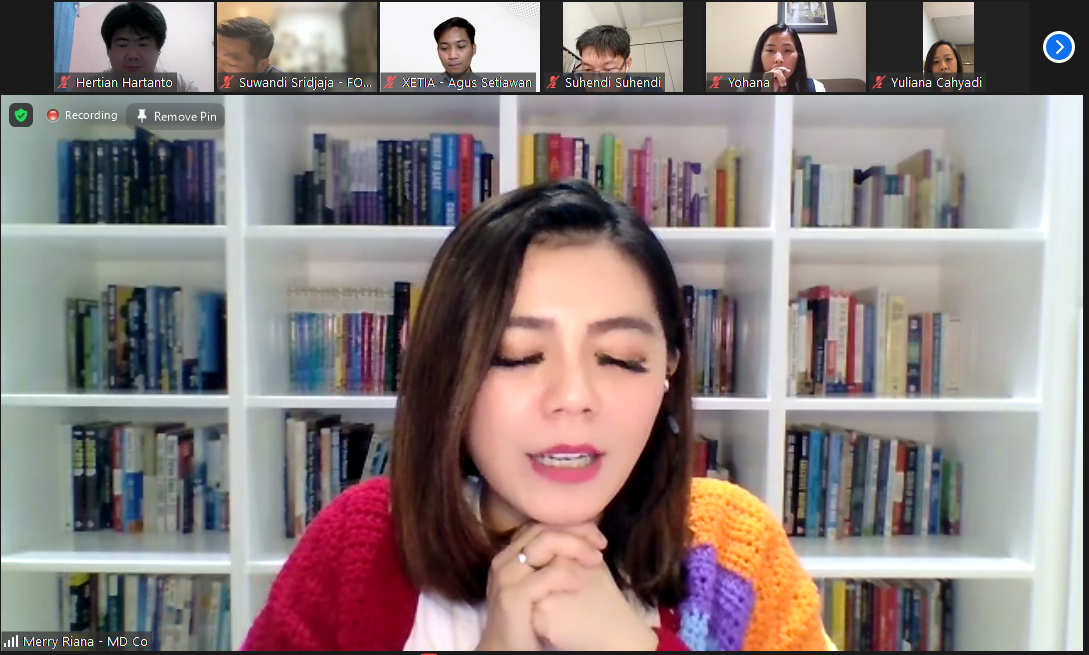 Hertian Hartanto
Suwandi Sridjaja - FO...
XETIA - Agus Setiawan
Suhendi Suhendi
Yohana
Yuliana Cahyadi
Recording
Remove Pin
Merry Riana - MD Co